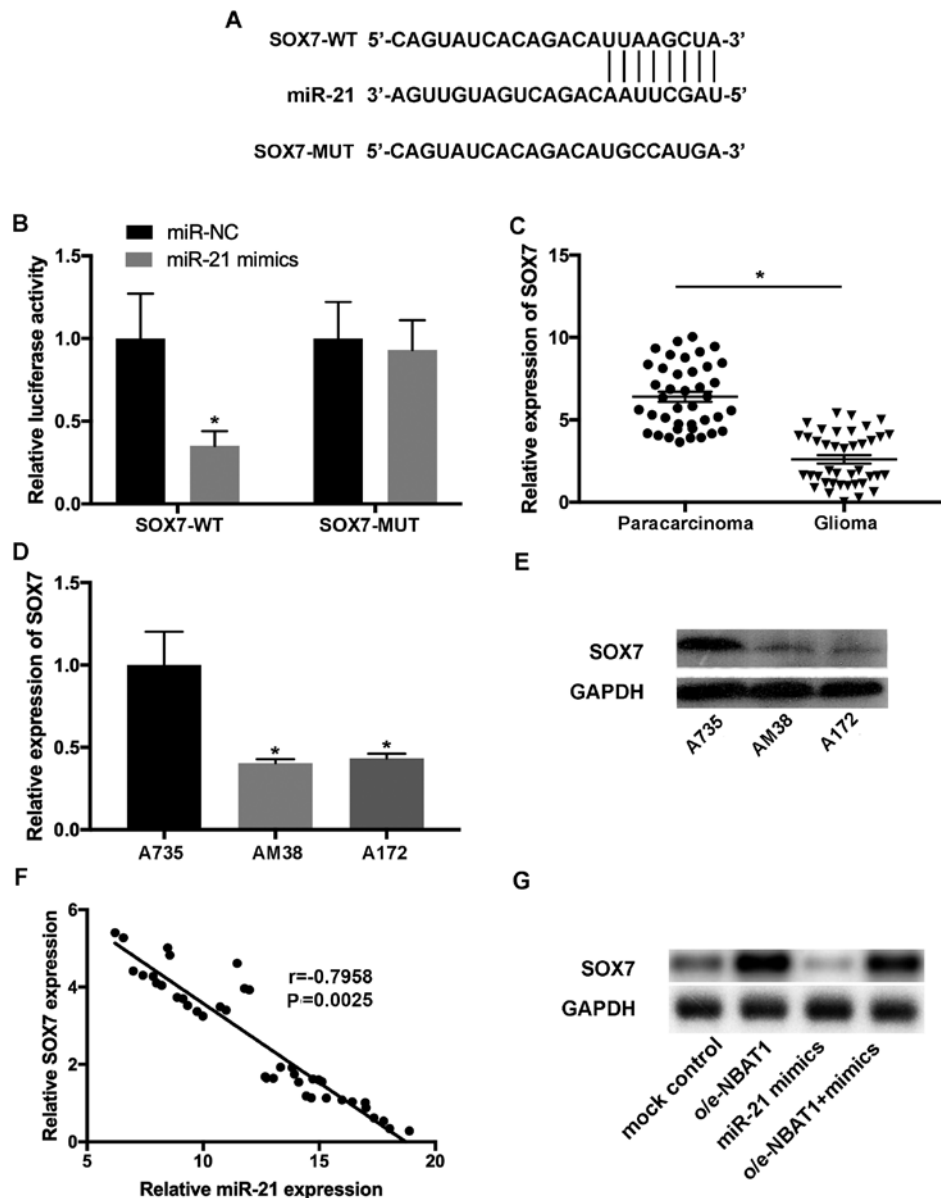 A
SOX7-WT 5’-CAGUAUCACAGACAUUAAGCUA-3’
miR-21 3’-AGUUGUAGUCAGACAAUUCGAU-5’
SOX7-MUT 5’-CAGUAUCACAGACAUGCCAUGA-3’
B
miR-NC
miR-21 mimics
Relative luciferase activity
1.5
1.0
0.5
0.0
*
SOX7-WT SOX7-MUT
C
Relative expression of SOX7
15
10
5
0
*
Paracarcinoma Glioma
D
Relative expression of SOX7
1.5
1.0
0.5
0.0
* *
A735 AM38 A172
E
SOX7
GAPDH
A735 AM38 A172
F
Relative SOX7 expression
6
4
2
0
r=-0.7958
P=0.0025
5 10 15 20
Relative miR-21 expression
G
SOX7
GAPDH
mock control
o/e-NBAT1
miR-21 mimics
o/e-NBAT1+mimics